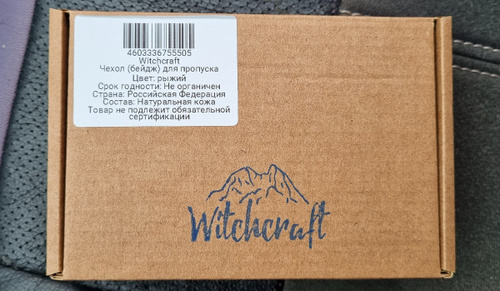 4603336755505
Witchcraft
Чехол (бейдж) для пропуска
Цвет: рыжий
Срок годности: Не органичен
Страна: Российская Федерация
Состав: Натуральная кожа
Товар не подлежит обязательной
сертификации
Witchcraft